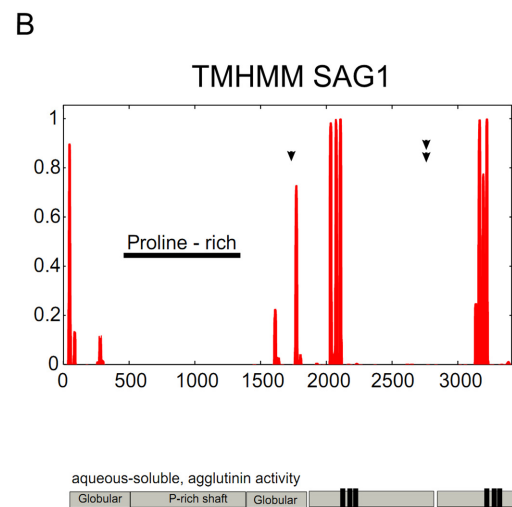 B
TMHMM SAG1
1
0.8
Proline - rich
0.6
0.4
0.2
0
0 500 1000 1500 2000 2500 3000
aqueous-soluble, agglutinin activity
Globular P-rich shaft Globular